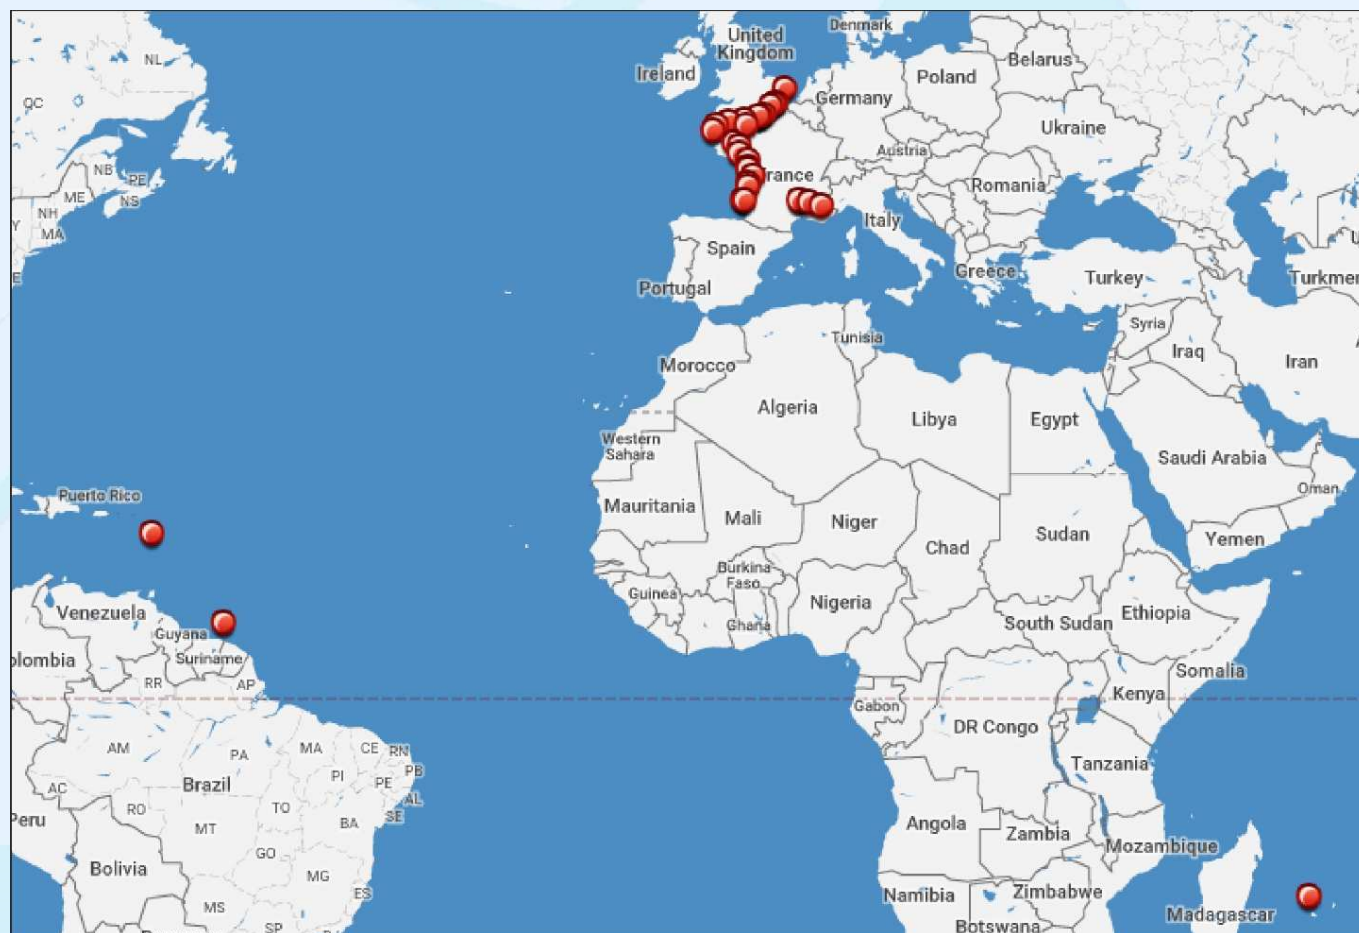 Denmark
United
Kingdom
NL
Belarus
Ireland
Poland
Germany
QC
Ukraine
Austria
NB
PE
France
Romania
ME
NS
NH
MA
Italy
Spain
Greece
Turkey
Turkmen
Portugal
Syria
Tunisia
Iraq
Iran
Morocco
Algeria
Libya
Egypt
Western
Sahara
Saudi Arabia
Oman
Puerto Rico
Mauritania
Mali
Niger
Sudan
Yemen
Chad
Burkina
Faso
Guinea
Nigeria
Ethiopia
Venezuela
Ghana
South Sudan
Guyana
Suriname
olombia
Somalia
RR
AP
Kenya
Gabon
DR Congo
AM
PA
MA
CE
RN
Tanzania
PB
PI
PE
Brazil
AC
AL
RO
TO
SE
Peru
MT
BA
Angola
Zambia
Mozambique
GO
Bolivia
MG
ES
Namibia
Zimbabwe
MS
Madagascar
SP
Botswana